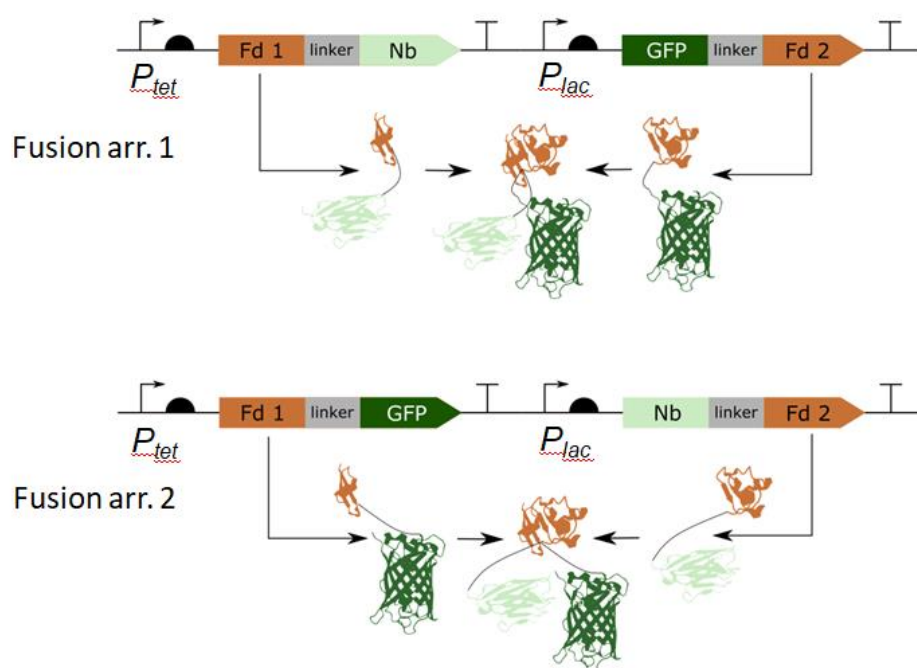 Fd 1 linker Nb GFP linker Fd 2
Ptet Plac
Fusion arr. 1
Fd 1 linker GFP Nb linker Fd 2
Ptet Plac
Fusion arr. 2